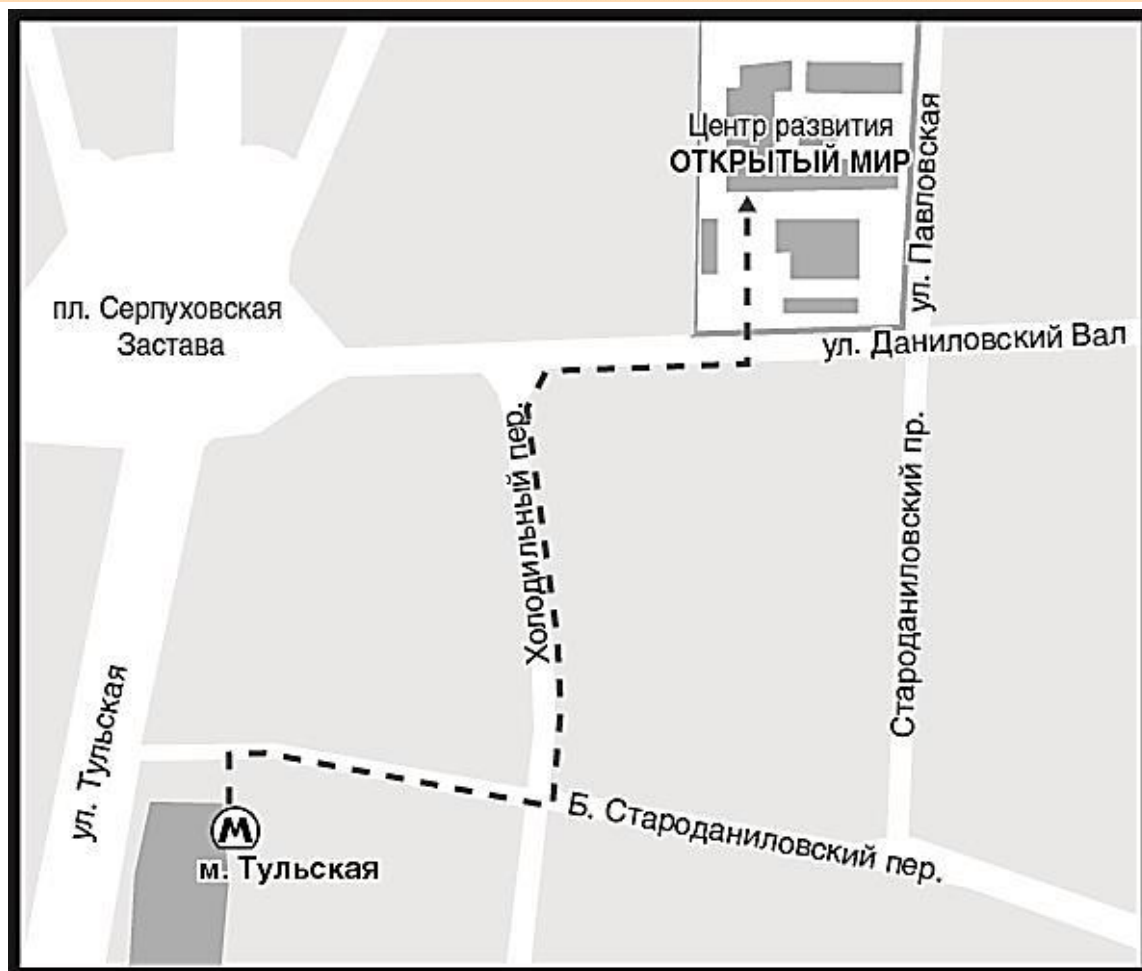 Центр развития
ОТКРЫТЫЙ МИР
ул. Павловская
пл. Серпуховская
Застава
ул. Даниловский Вал
Холодильный пер.
Староданиловский пр.
ул. Тульская
Б. Староданиловский пер.
М
м. Тульская